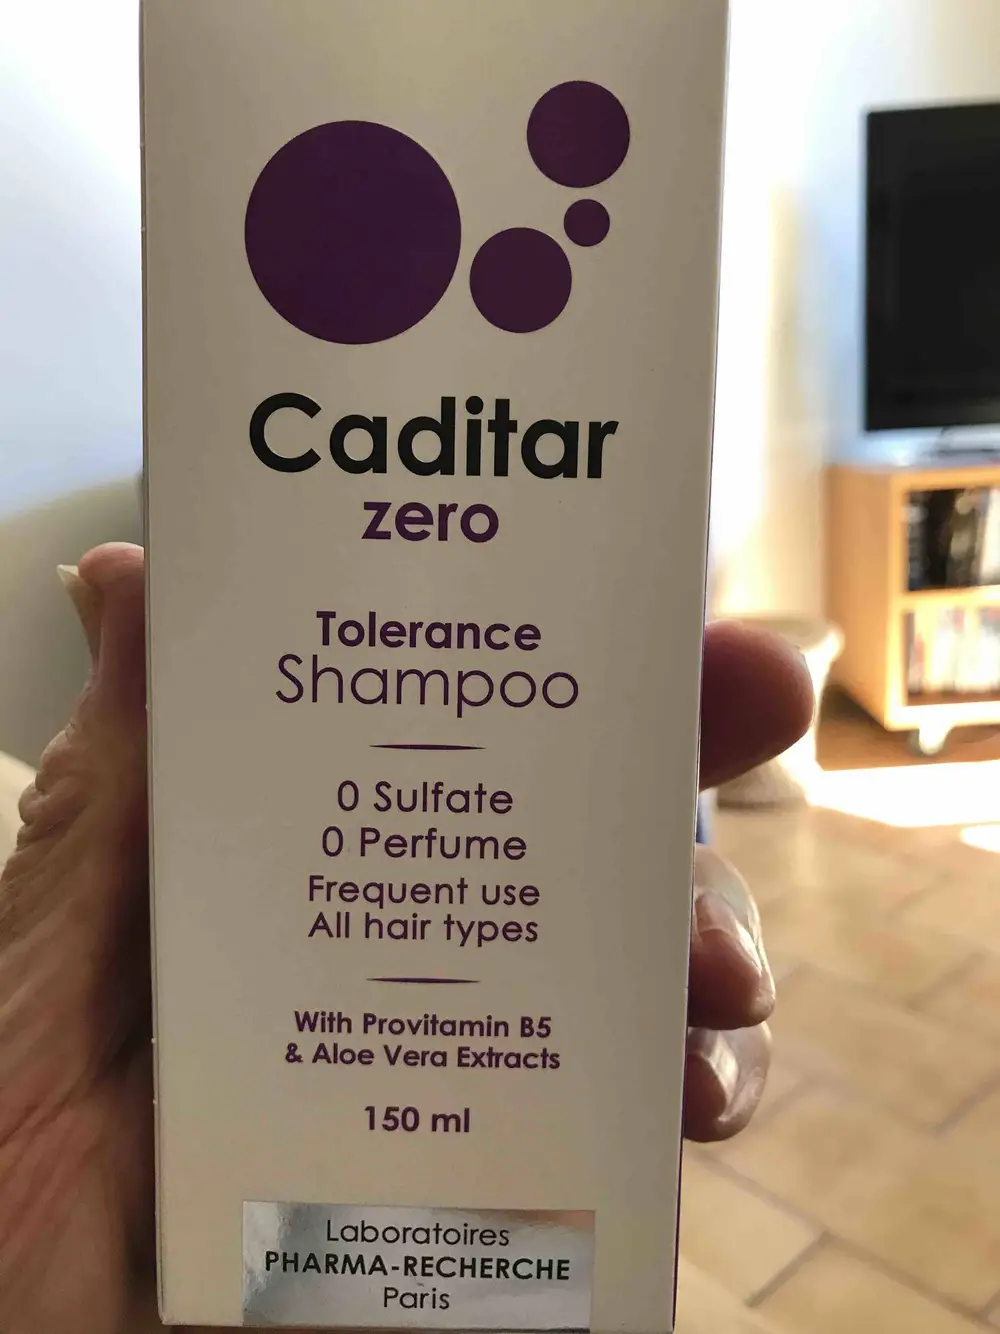 Caditar
zero
Tolerance
Shampoo
0 Sulfate
0 Perfume
Frequent use
All hair types
With Provitamin B5
& Aloe Vera Extracts
150 ml
Laboratoires
PHARMA-RECHERCHE
Paris